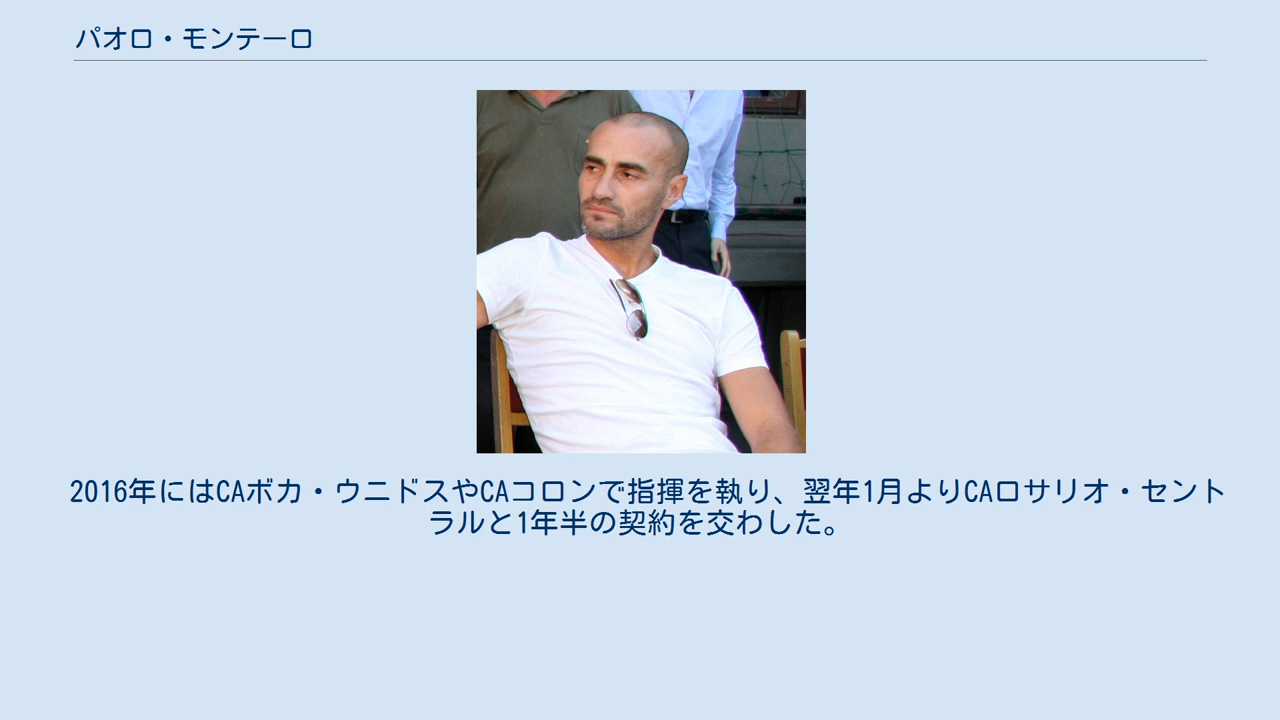 パオロ・モンテーロ
2016年にはCAボカ・ウニドスやCAコロンで指揮を執り、翌年1月よりCAロサリオ・セント
ラルと1年半の契約を交わした。